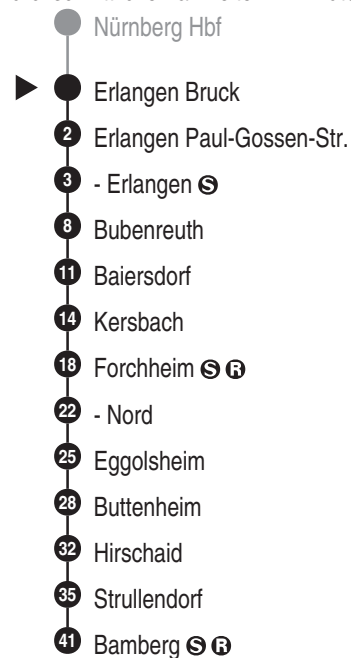 Nürnberg Hbf
Erlangen Bruck
2 Erlangen Paul-Gossen-Str.
3 - Erlangen S
8 Bubenreuth
11 Baiersdorf
14 Kersbach
18 Forchheim S R
22 - Nord
25 Eggolsheim
28 Buttenheim
32 Hirschaid
35 Strullendorf
41 Bamberg S R